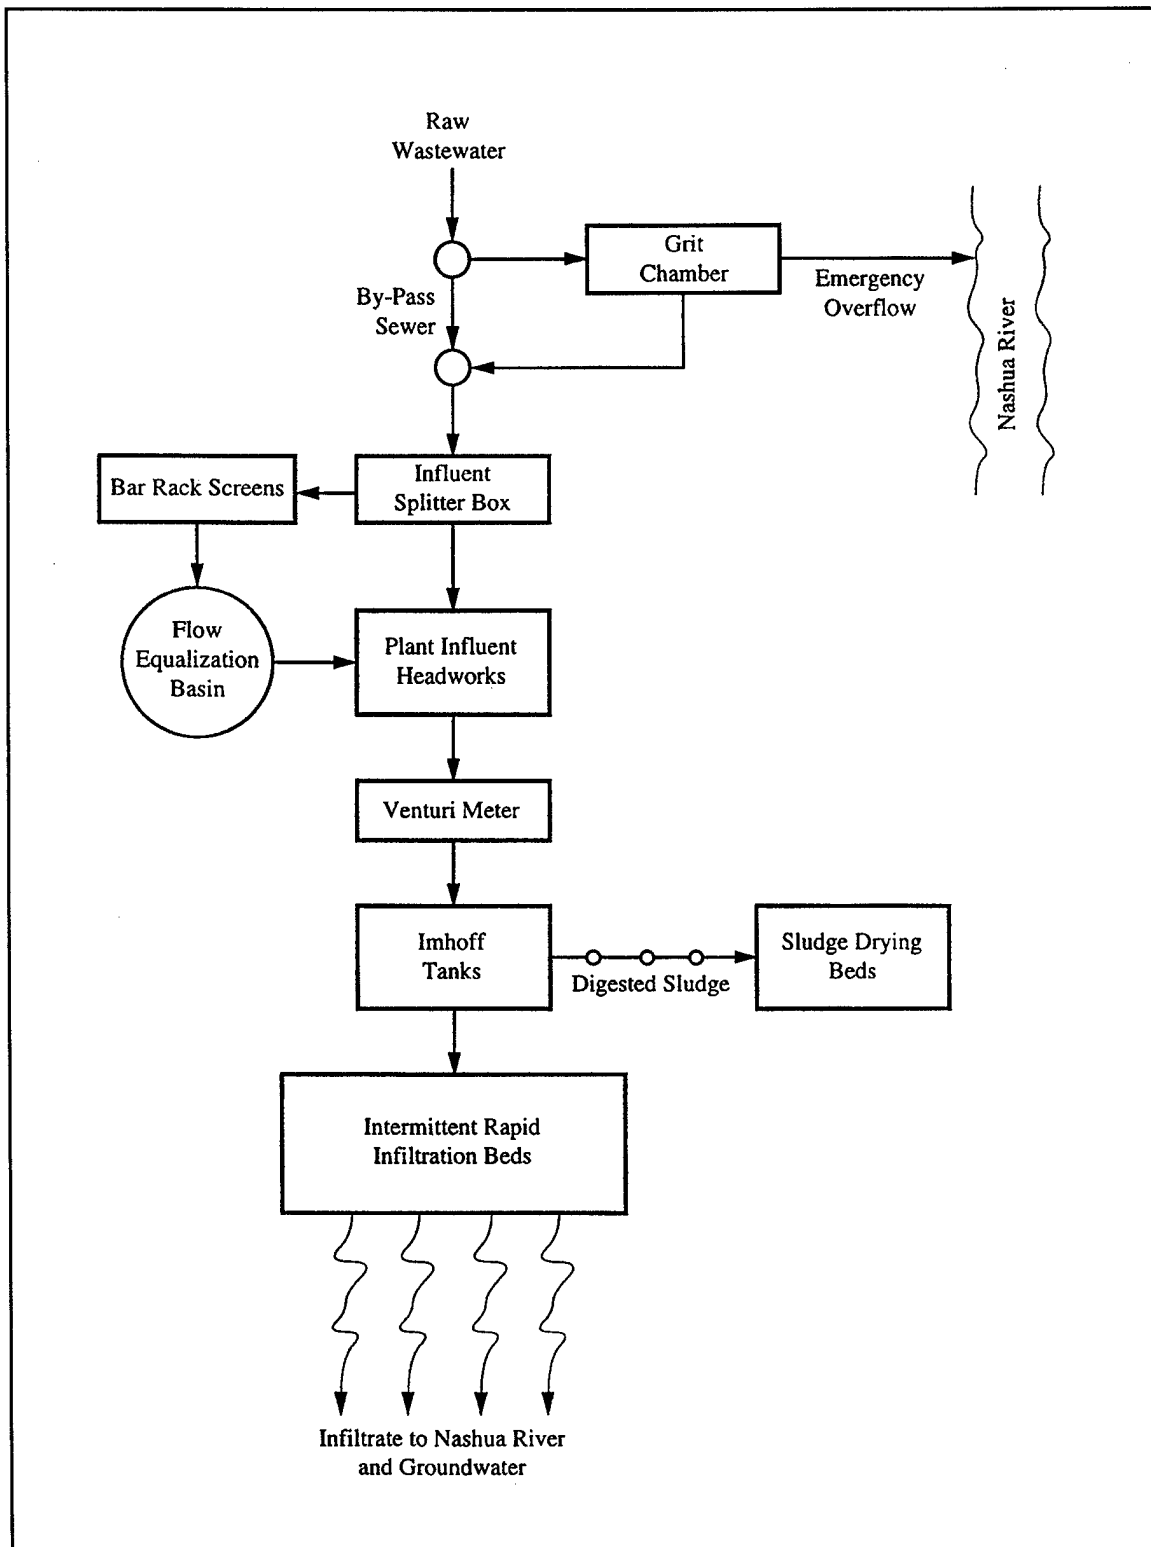 Raw
Wastewater
Grit
Chamber
Emergency
Overflow
By-Pass
Sewer
Nashua River
Bar Rack Screens
Influent
Splitter Box
Flow
Equalization
Basin
Plant Influent
Headworks
Venturi Meter
Imhoff
Tanks
Digested Sludge
Sludge Drying
Beds
Intermittent Rapid
Infiltration Beds
Infiltrate to Nashua River
and Groundwater